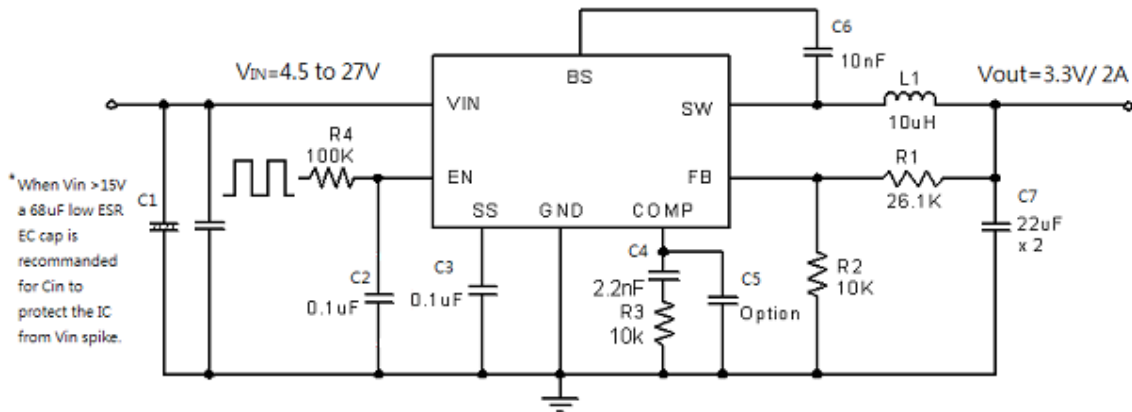 C6
10nF
VIN=4.5 to 27V
BS
Vout=3.3V/ 2A
VIN
SW
L1
10uH
R4
100K
R1
26.1K
* When Vin >15V
a 68uF low ESR
EC cap is
recommanded
for Cin to
protect the IC
from Vin spike.
C1
EN
FB
SS
GND
COMP
C7
22uF
x 2
C2
0.1uF
C3
0.1uF
C4
2.2nF
R3
10k
C5
Option
R2
10K